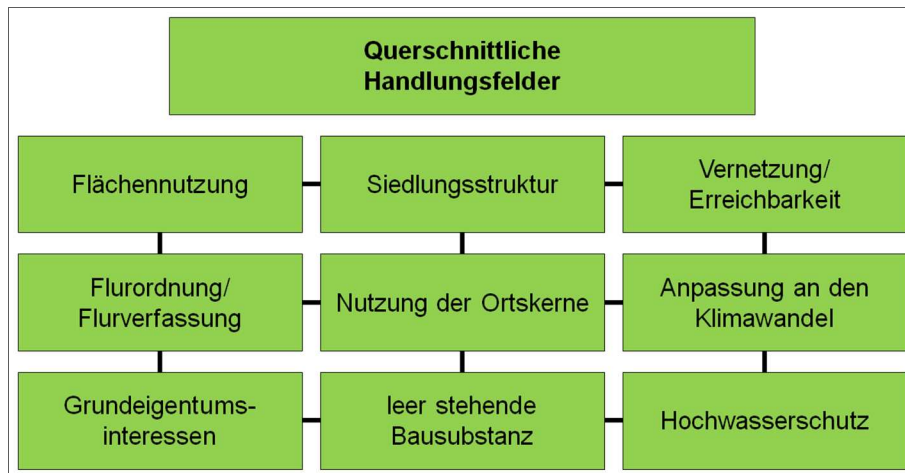 Querschnittliche
Handlungsfelder
Flächennutzung
Siedlungsstruktur
Vernetzung/
Erreichbarkeit
Flurordnung/
Flurverfassung
Nutzung der Ortskerne
Anpassung an den
Klimawandel
Grundeigentums-
interessen
leer stehende
Bausubstanz
Hochwasserschutz